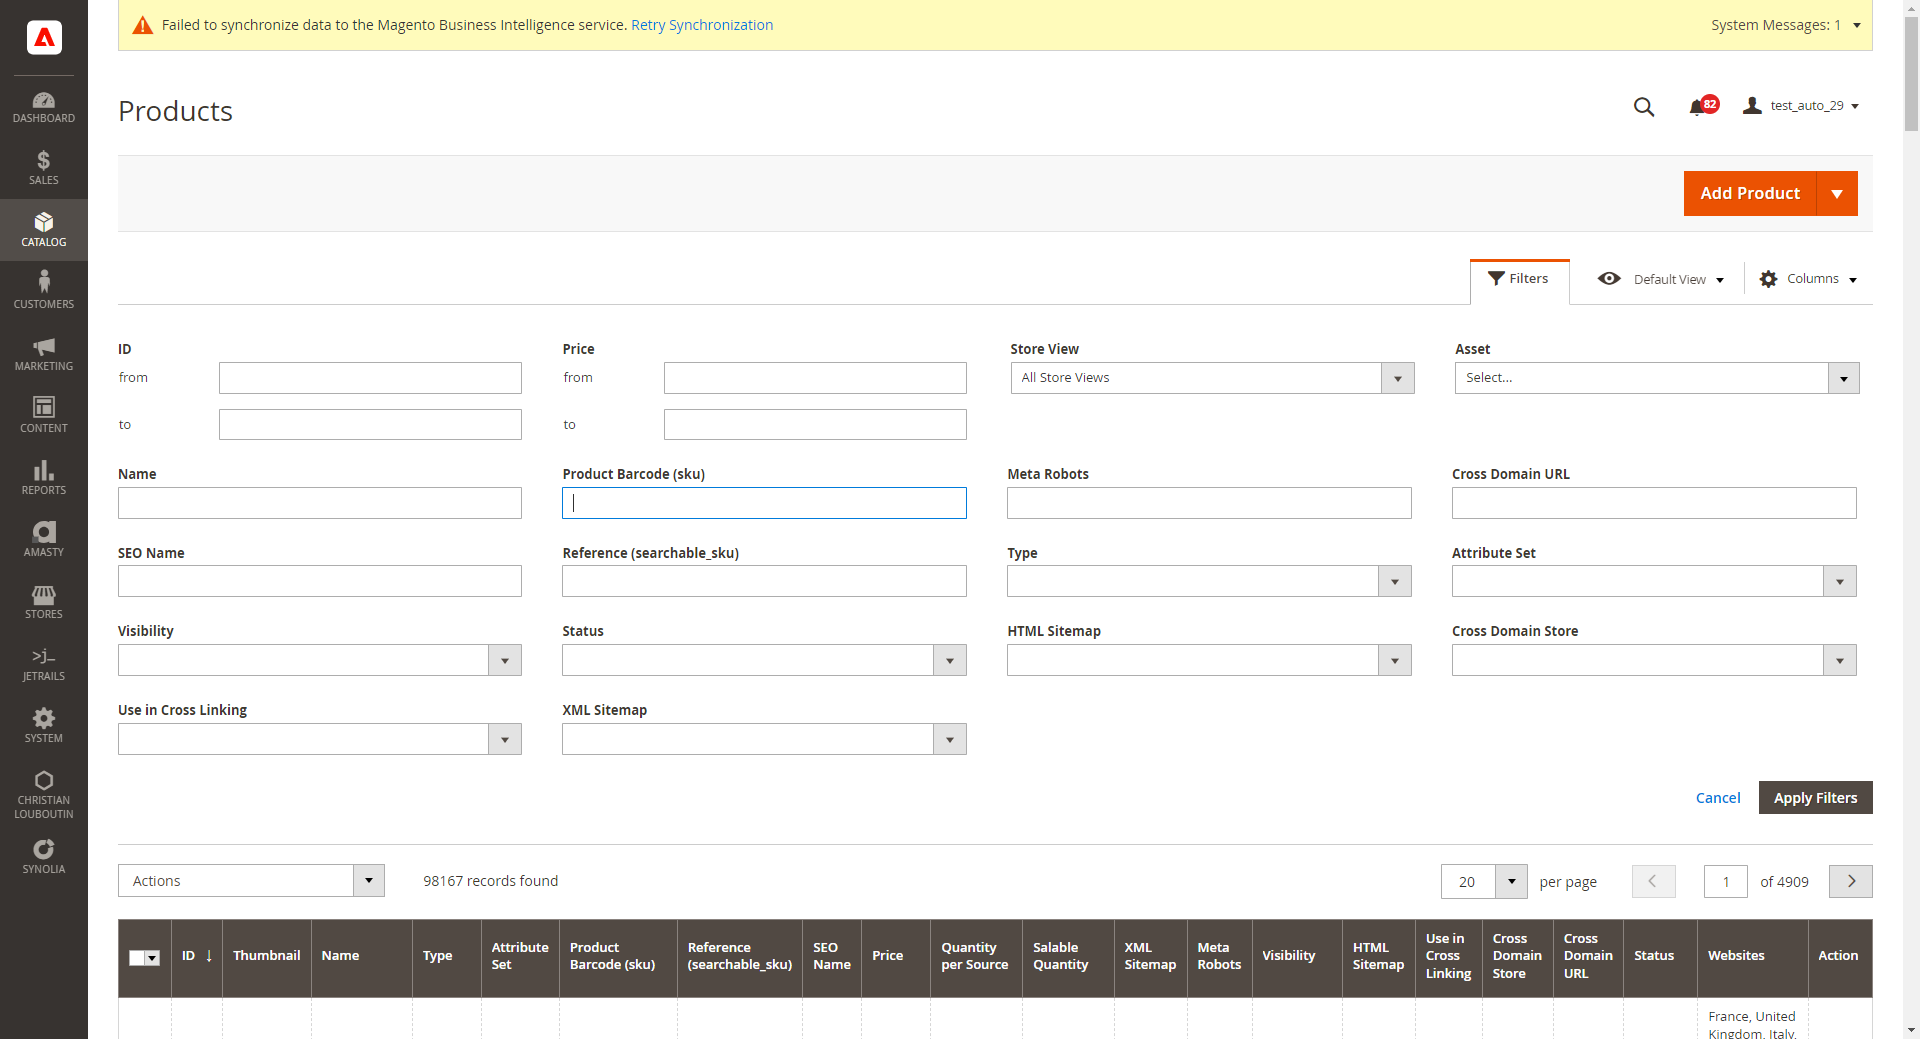 Failed to synchronize data to the Magento Business Intelligence service. Retry Synchronization
System Messages: 1
Products
82
test_auto_29
DASHBOARD
SALES
CATALOG
CUSTOMERS
MARKETING
CONTENT
REPORTS
AMASTY
STORES
>j_
JETRAILS
SYSTEM
CHRISTIAN
LOUBOUTIN
SYNOLIA
Add Product
Filters
Default View
Columns
ID
from
to
Price
from
to
Store View
All Store Views
Asset
Select...
Name
Product Barcode (sku)
Meta Robots
Cross Domain URL
SEO Name
Reference (searchable_sku)
Type
Attribute Set
Visibility
Status
HTML Sitemap
Cross Domain Store
Use in Cross Linking
XML Sitemap
Cancel
Apply Filters
Actions
98167 records found
20
per page
1
of 4909
ID ↓
Thumbnail
Name
Type
Attribute
Set
Product
Barcode (sku)
Reference
(searchable_sku)
SEO
Name
Price
Quantity
per Source
Salable
Quantity
XML
Sitemap
Meta
Robots
Visibility
HTML
Sitemap
Use in
Cross
Linking
Cross
Domain
Store
Cross
Domain
URL
Status
Websites
Action
France, United
Kingdom, Italy,